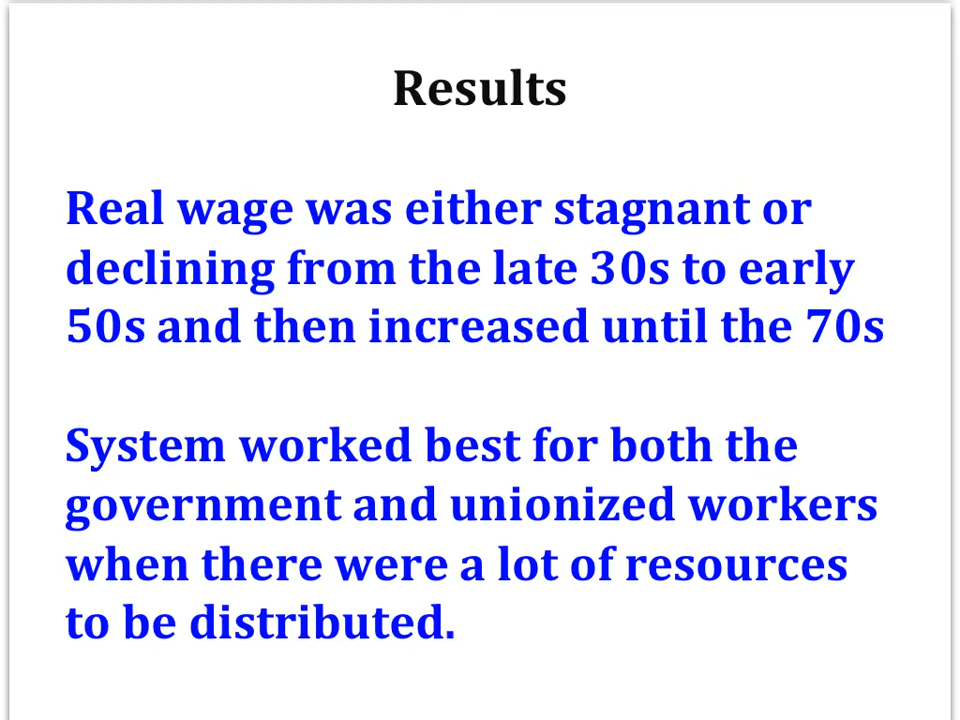 Results
Real wage was either stagnant or
declining from the late 30s to early
50s and then increased until the 70s
System worked best for both the
government and unionized workers
when there were a lot of resources
to be distributed.